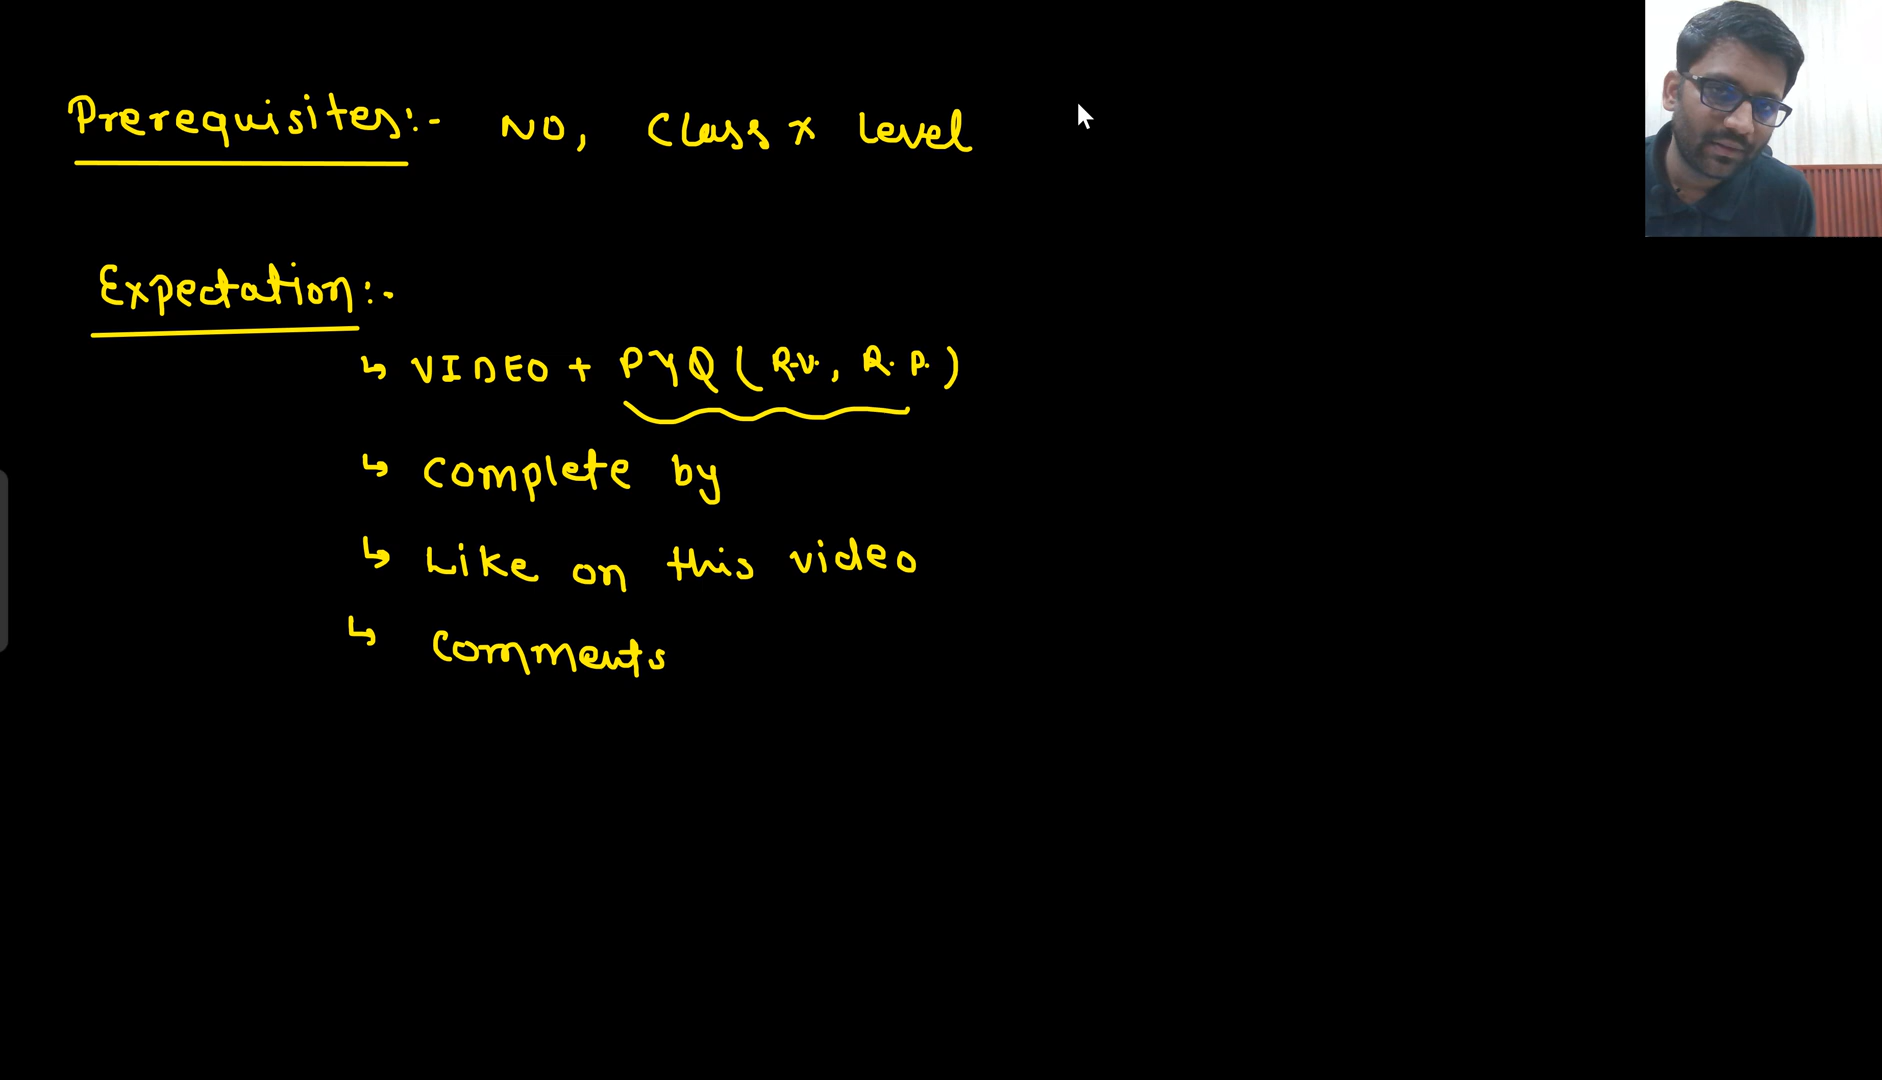 Prerequisites:- NO, Class X Level
Expectation:-
↳ VIDEO + PYQ (R.V., R.P.)
↳ Complete by
↳ Like on this video
↳ Comments